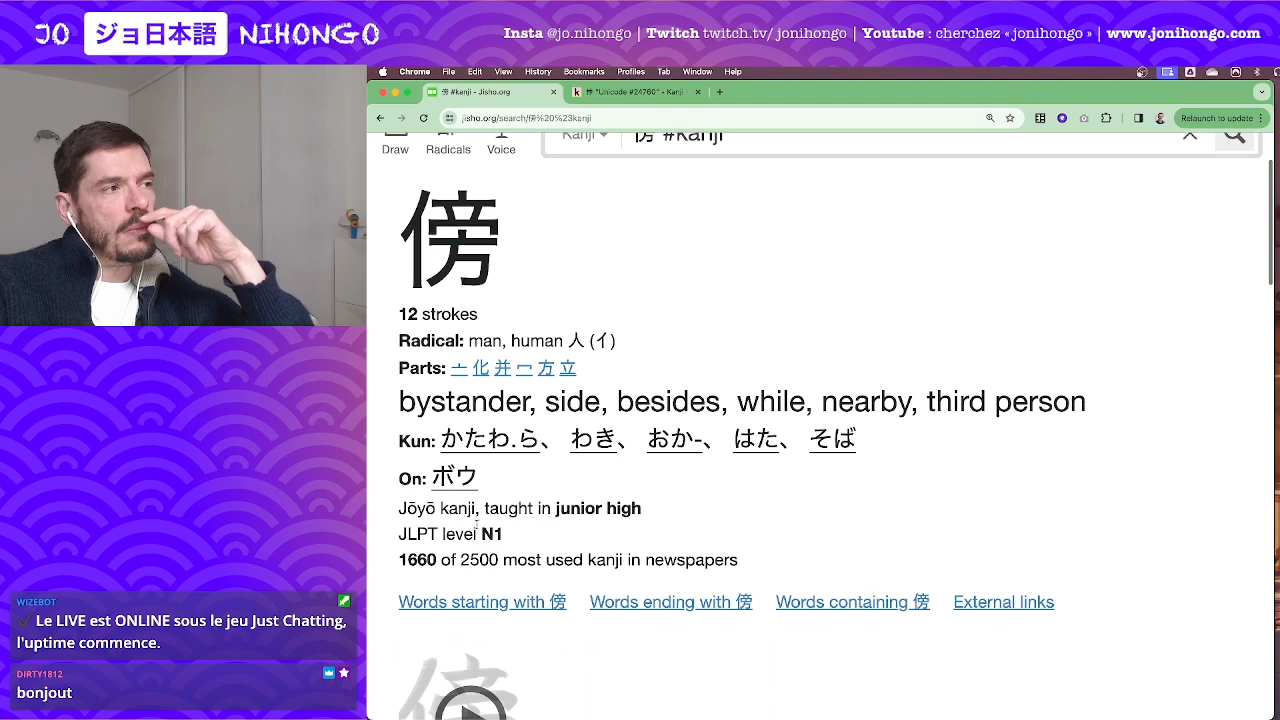 JO ジョ日本語 NIHONGO
Insta @jo.nihongo | Twitch twitch.tv/ jonihongo | Youtube : cherchez « jonihongo » | www.jonihongo.com
Chrome File Edit View History Bookmarks Profiles Tab Window Help
傍 #kanji - Jisho.org
"Unicode #24760" - Kanji
jisho.org/search/傍%20%23kanji
Relaunch to update
Kanji 傍 #kanji
Draw Radicals Voice
傍
12 strokes
Radical: man, human 人 (亻)
Parts: 亠 化 并 冖 方 立
bystander, side, besides, while, nearby, third person
Kun: かたわ.ら、 わき、 おか-、 はた、 そば
On: ボウ
Jōyō kanji, taught in junior high
JLPT level N1
1660 of 2500 most used kanji in newspapers
Words starting with 傍 Words ending with 傍 Words containing 傍 External links
傍
WIZEBOT
Le LIVE est ONLINE sous le jeu Just Chatting,
l'uptime commence.
DIRTY1812
bonjout